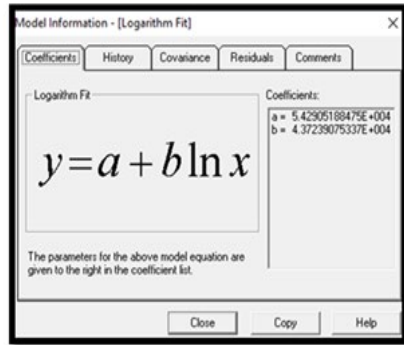 Model Information - [Logarithm Fit]
Coefficients History Covariance Residuals Comments
Logarithm Fit
y=a+b ln x
Coefficients:
a = 5.42905188475E+004
b = 4.37239075337E+004
The parameters for the above model equation are
given to the right in the coefficient list.
Close Copy Help